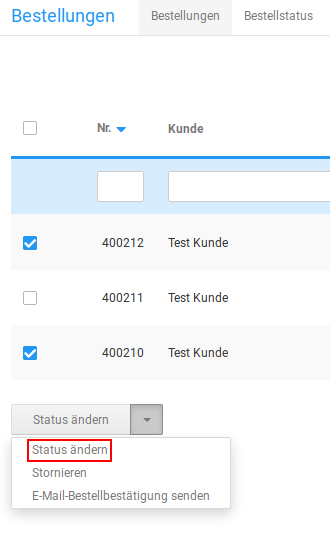 Bestellungen Bestellungen Bestellstatus
Nr. Kunde
400212 Test Kunde
400211 Test Kunde
400210 Test Kunde
Status ändern
Status ändern
Stornieren
E-Mail-Bestellbestätigung senden